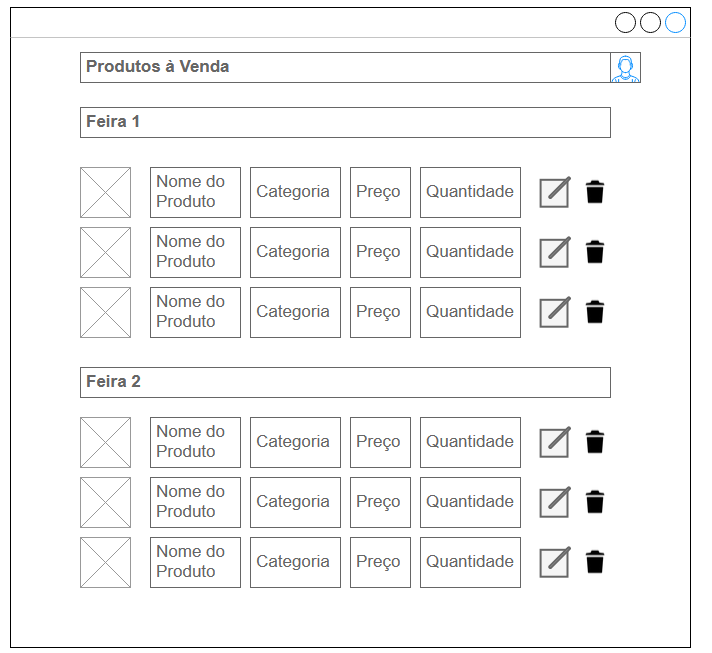 Produtos à Venda
Feira 1
Nome do
Produto
Categoria
Preço
Quantidade
Nome do
Produto
Categoria
Preço
Quantidade
Nome do
Produto
Categoria
Preço
Quantidade
Feira 2
Nome do
Produto
Categoria
Preço
Quantidade
Nome do
Produto
Categoria
Preço
Quantidade
Nome do
Produto
Categoria
Preço
Quantidade